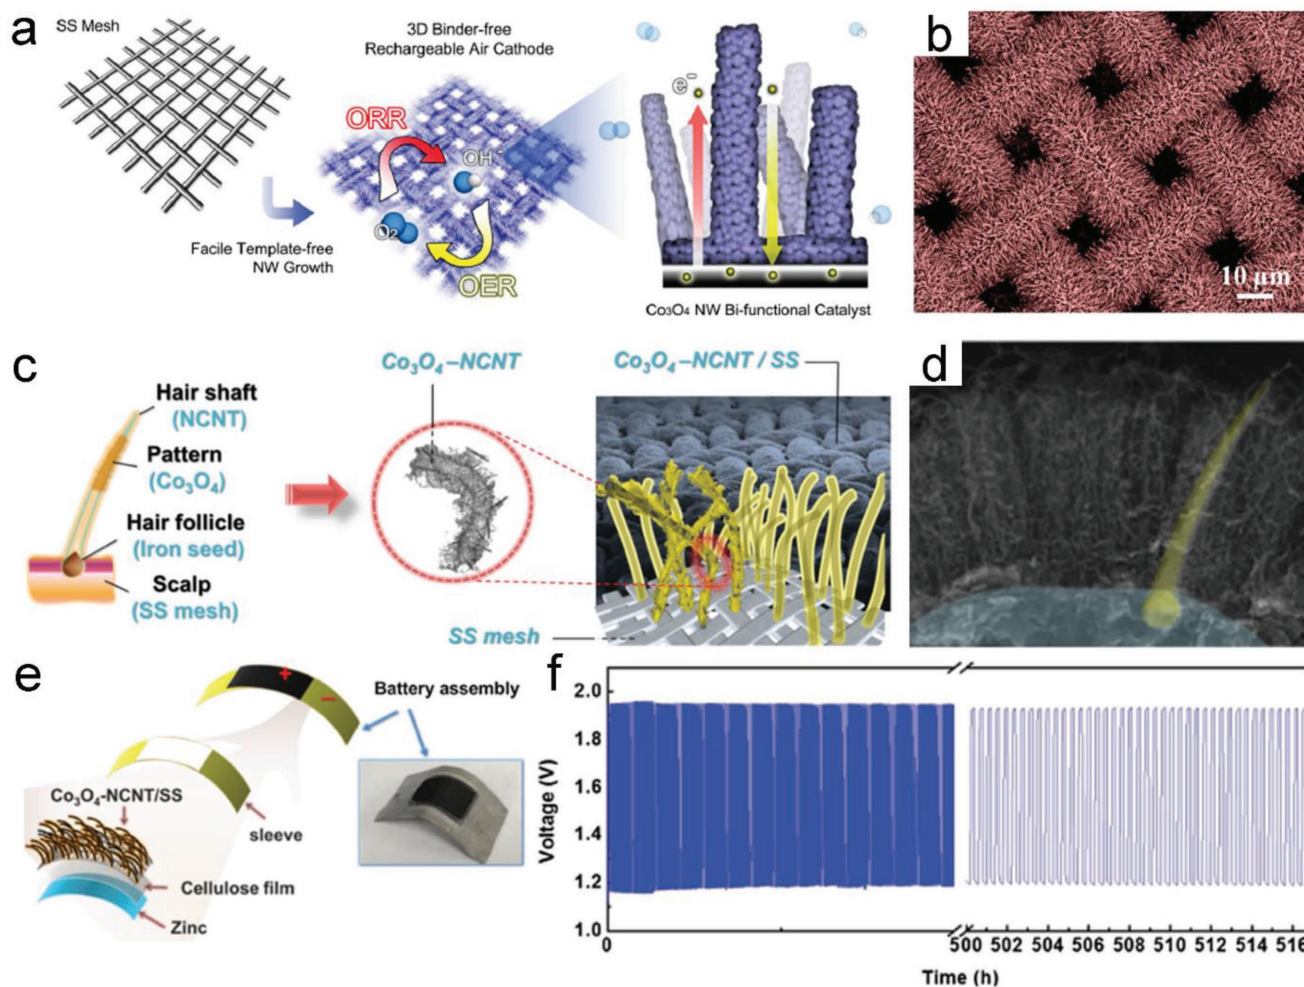 a
SS Mesh
3D Binder-free
Rechargeable Air Cathode
ORR
OH⁻
O₂
OER
Facile Template-free
NW Growth
e⁻
Co₃O₄ NW Bi-functional Catalyst
b
10 μm
c
Hair shaft
(NCNT)
Pattern
(Co₃O₄)
Hair follicle
(Iron seed)
Scalp
(SS mesh)
Co₃O₄–NCNT
Co₃O₄–NCNT / SS
SS mesh
d
e
+
−
Battery assembly
Co₃O₄-NCNT/SS
sleeve
Cellulose film
Zinc
f
Voltage (V)
2.0
1.8
1.6
1.4
1.2
1.0
0
500 502 504 506 508 510 512 514 516
Time (h)